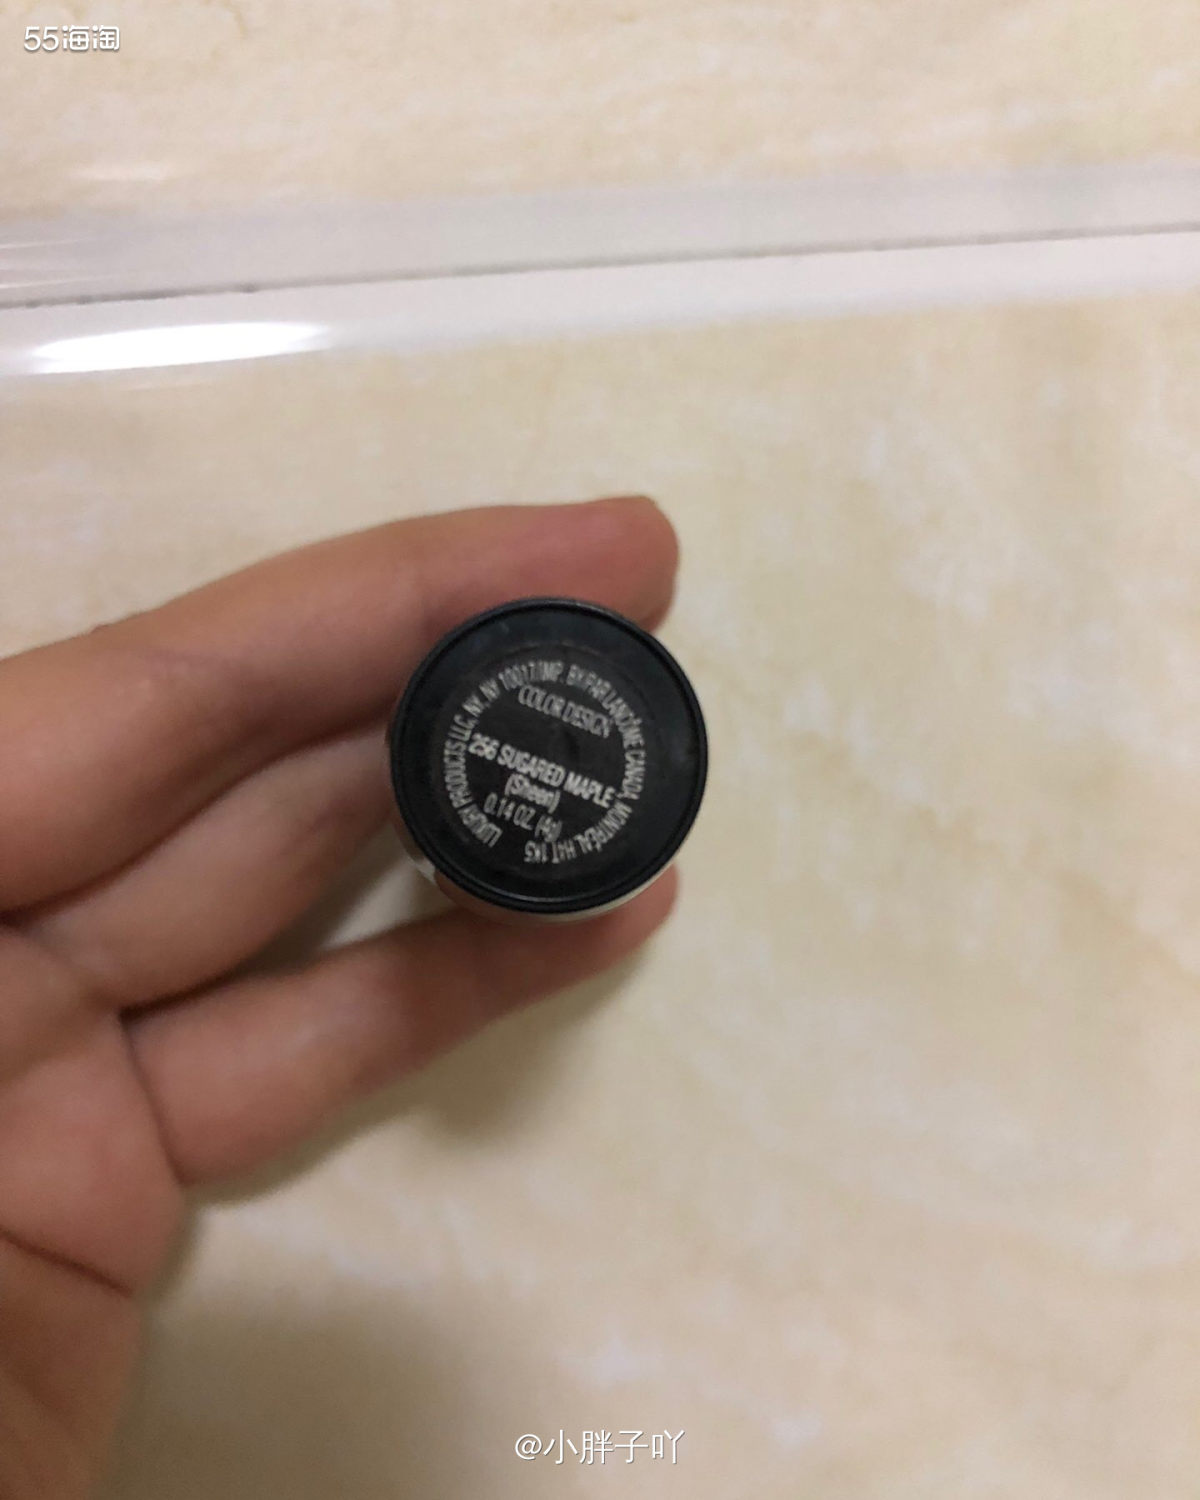 55海淘
LUXURY PRODUCTS LLC, NY, NY 10017/IMP. BY/PAR LANCÔME CANADA, MONTRÉAL H4T 1K5
COLOR DESIGN
256 SUGARED MAPLE
(Sheen)
0.14 OZ. (4g)
@小胖子吖